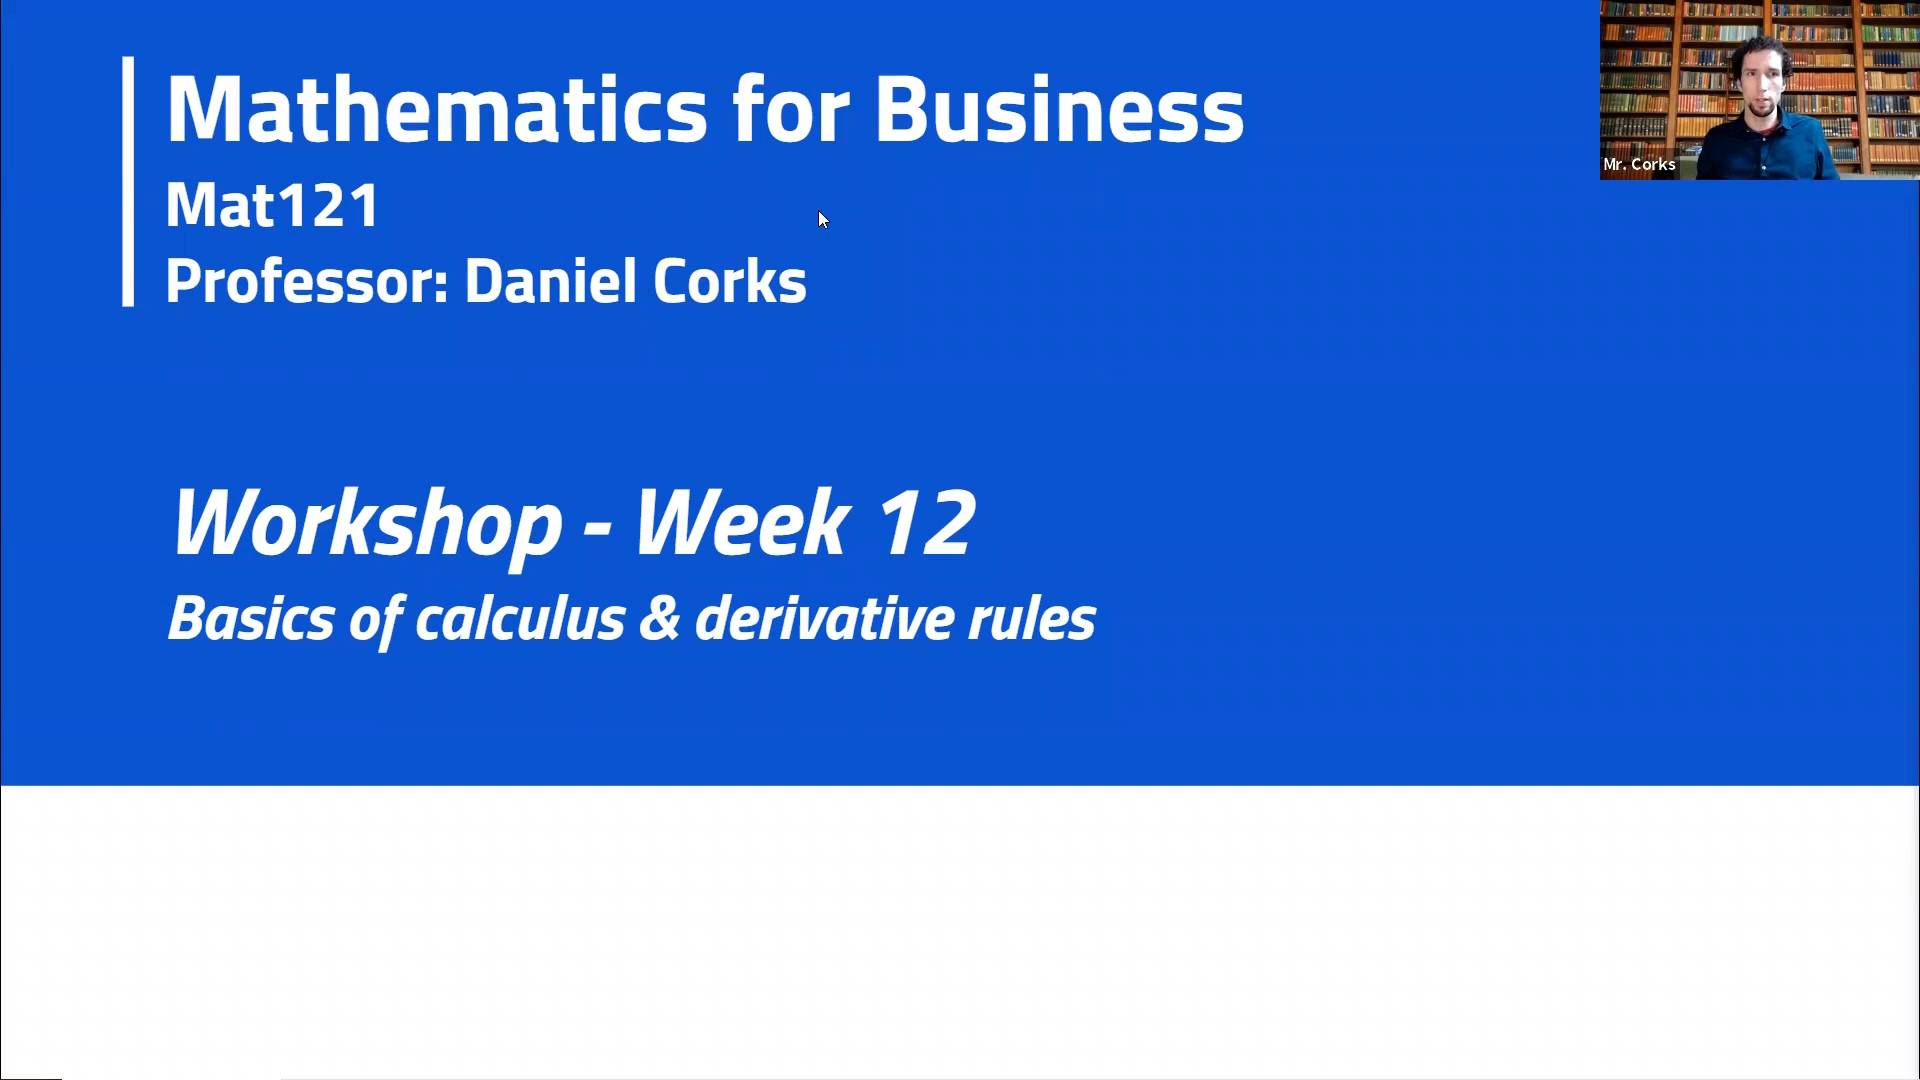 Mathematics for Business
Mat121
Professor: Daniel Corks
Mr. Corks
Workshop - Week 12
Basics of calculus & derivative rules